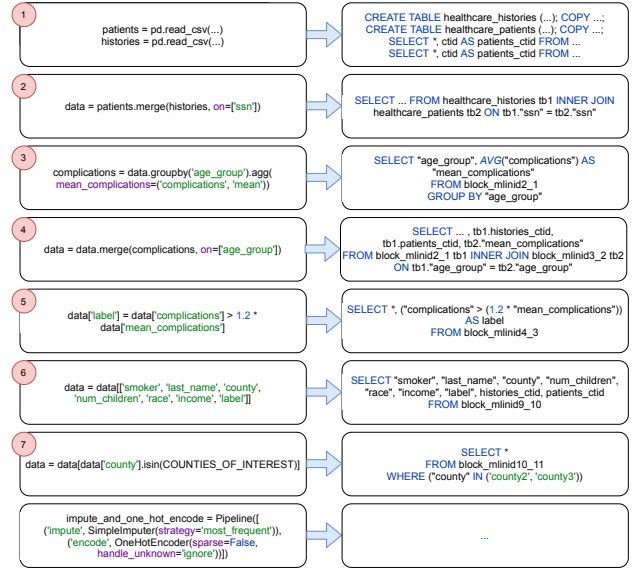 1
patients = pd.read_csv(...)
histories = pd.read_csv(...)
CREATE TABLE healthcare_histories (...); COPY ...;
CREATE TABLE healthcare_patients (...); COPY ...;
SELECT *, ctid AS patients_ctid FROM ...
SELECT *, ctid AS patients_ctid FROM ...
2
data = patients.merge(histories, on=['ssn'])
SELECT ... FROM healthcare_histories tb1 INNER JOIN
healthcare_patients tb2 ON tb1."ssn" = tb2."ssn"
3
complications = data.groupby('age_group').agg(
mean_complications=('complications', 'mean'))
SELECT "age_group", AVG("complications") AS
"mean_complications"
FROM block_mlinid2_1
GROUP BY "age_group"
4
data = data.merge(complications, on=['age_group'])
SELECT ... , tb1.histories_ctid,
tb1.patients_ctid, tb2."mean_complications"
FROM block_mlinid2_1 tb1 INNER JOIN block_mlinid3_2 tb2
ON tb1."age_group" = tb2."age_group"
5
data['label'] = data['complications'] > 1.2 *
data['mean_complications']
SELECT *, ("complications" > (1.2 * "mean_complications"))
AS label
FROM block_mlinid4_3
6
data = data[['smoker', 'last_name', 'county',
'num_children', 'race', 'income', 'label']]
SELECT "smoker", "last_name", "county", "num_children",
"race", "income", "label", histories_ctid, patients_ctid
FROM block_mlinid9_10
7
data = data[data['county'].isin(COUNTIES_OF_INTEREST)]
SELECT *
FROM block_mlinid10_11
WHERE ("county" IN ('county2', 'county3'))
impute_and_one_hot_encode = Pipeline([
('impute', SimpleImputer(strategy='most_frequent')),
('encode', OneHotEncoder(sparse=False,
handle_unknown='ignore'))])
...